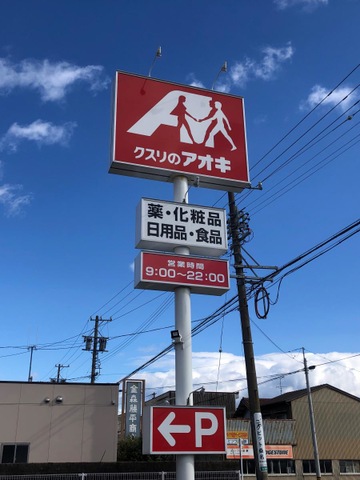 クスリのアオキ
薬・化粧品
日用品・食品
営業時間
9:00〜22:00
←P
BRIDGESTONE